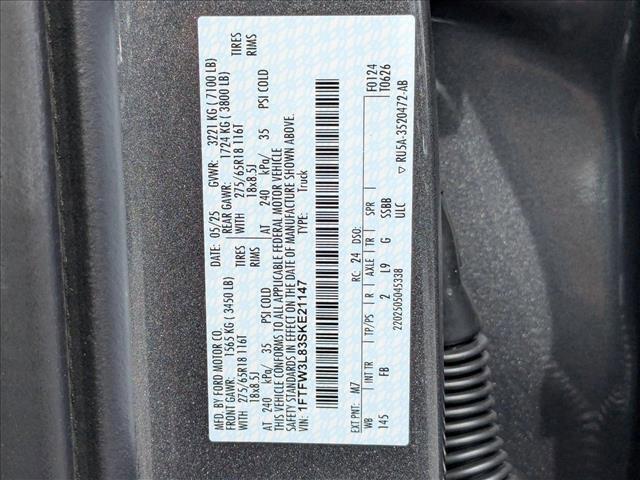 MFD. BY FORD MOTOR CO.
DATE: 05/25 GVWR: 3221 KG ( 7100 LB)
FRONT GAWR: 1565 KG ( 3450 LB) REAR GAWR: 1724 KG ( 3800 LB)
WITH 275/65R18 116T TIRES WITH 275/65R18 116T TIRES
18x8.5J RIMS 18x8.5J RIMS
AT 240 kPa/ 35 PSI COLD AT 240 kPa/ 35 PSI COLD
THIS VEHICLE CONFORMS TO ALL APPLICABLE FEDERAL MOTOR VEHICLE
SAFETY STANDARDS IN EFFECT ON THE DATE OF MANUFACTURE SHOWN ABOVE.
VIN: 1FTFW3L83SKE21147 TYPE: Truck
F0124
T0626
EXT PNT: M7 RC: 24 DSO:
WB INT TR TP/PS R AXLE TR SPR
145 FB 2 L9 G SSBB
ULC
2202505045338 ▽ RU5A-3520472-AB